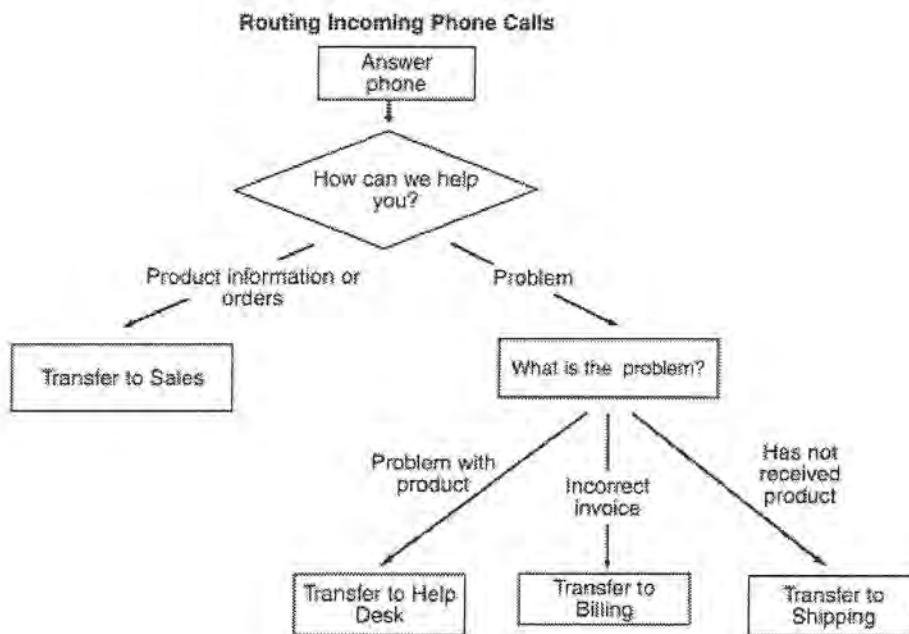 Routing Incoming Phone Calls
Answer
phone
How can we help
you?
Product information or
orders
Problem
Transfer to Sales
What is the problem?
Problem with
product
Incorrect
invoice
Has not
received
product
Transfer to Help
Desk
Transfer to
Billing
Transfer to
Shipping